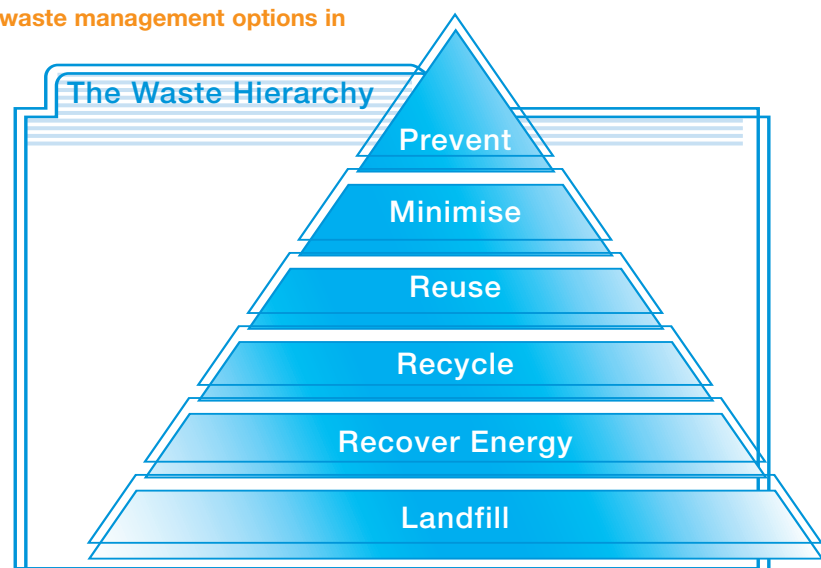 waste management options in
The Waste Hierarchy
Prevent
Minimise
Reuse
Recycle
Recover Energy
Landfill